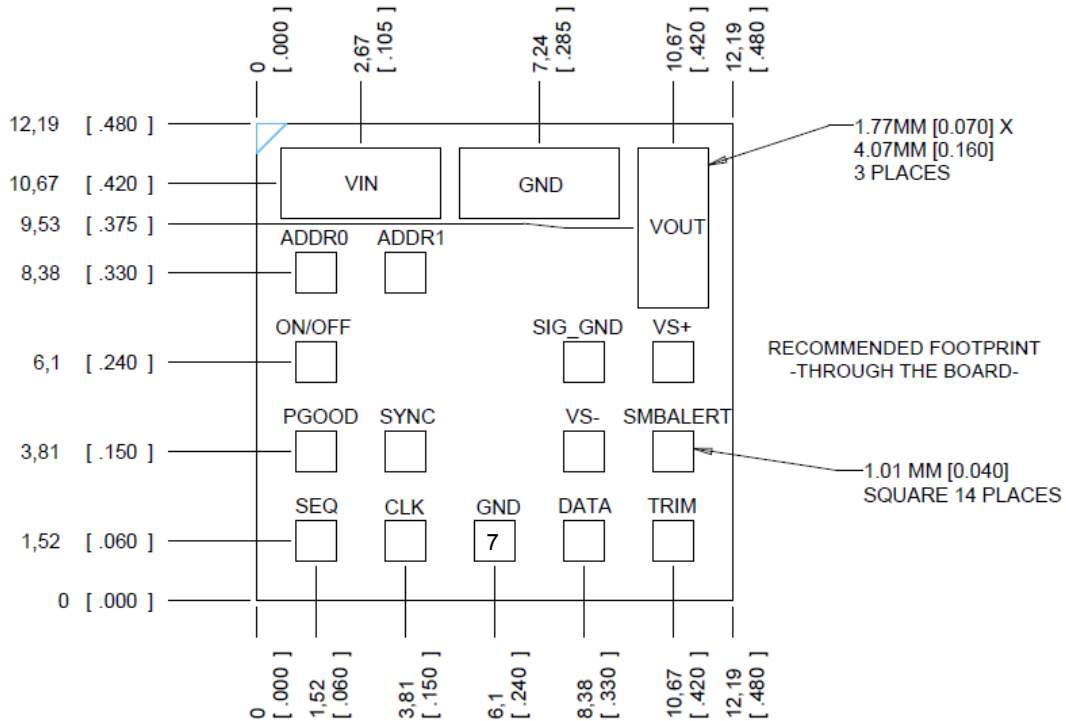 0 [ .000 ]
2,67 [ .105 ]
7,24 [ .285 ]
10,67 [ .420 ]
12,19 [ .480 ]
12,19 [ .480 ]
1.77MM [0.070] X
4.07MM [0.160]
3 PLACES
10,67 [ .420 ]
VIN
GND
VOUT
9,53 [ .375 ]
ADDR0 ADDR1
8,38 [ .330 ]
ON/OFF SIG_GND VS+
6,1 [ .240 ]
RECOMMENDED FOOTPRINT
-THROUGH THE BOARD-
PGOOD SYNC VS- SMBALERT
3,81 [ .150 ]
1.01 MM [0.040]
SQUARE 14 PLACES
SEQ CLK GND DATA TRIM
1,52 [ .060 ]
7
0 [ .000 ]
0 [ .000 ]
1,52 [ .060 ]
3,81 [ .150 ]
6,1 [ .240 ]
8,38 [ .330 ]
10,67 [ .420 ]
12,19 [ .480 ]